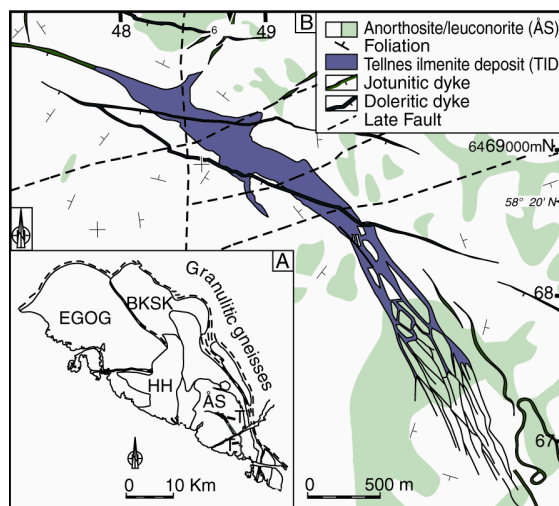 48
B
49
6
Anorthosite/leuconorite (ÅS)
Foliation
Tellnes ilmenite deposit (TID)
Jotunitic dyke
Doleritic dyke
Late Fault
6469000mN
58° 20' N
A
Granulitic gneisses
BKSK
EGOG
HH
ÅS
T
68
67
0 10 Km
0 500 m